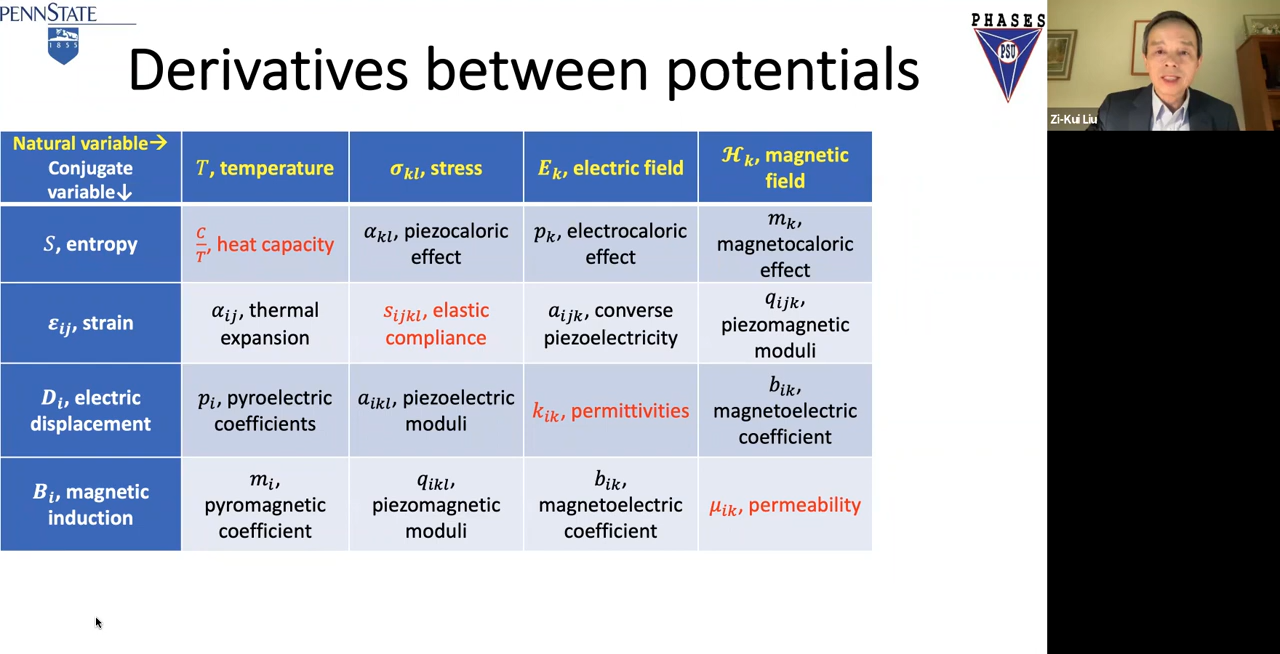 PENNSTATE
1855
PHASES
PSU
Zi-Kui Liu
Derivatives between potentials
Natural variable→
Conjugate
variable↓
T, temperature
σₖₗ, stress
Eₖ, electric field
ℋₖ, magnetic
field
S, entropy
C/T, heat capacity
αₖₗ, piezocaloric
effect
pₖ, electrocaloric
effect
mₖ,
magnetocaloric
effect
εᵢⱼ, strain
αᵢⱼ, thermal
expansion
sᵢⱼₖₗ, elastic
compliance
aᵢⱼₖ, converse
piezoelectricity
qᵢⱼₖ,
piezomagnetic
moduli
Dᵢ, electric
displacement
pᵢ, pyroelectric
coefficients
aᵢₖₗ, piezoelectric
moduli
kᵢₖ, permittivities
bᵢₖ,
magnetoelectric
coefficient
Bᵢ, magnetic
induction
mᵢ,
pyromagnetic
coefficient
qᵢₖₗ,
piezomagnetic
moduli
bᵢₖ,
magnetoelectric
coefficient
μᵢₖ, permeability